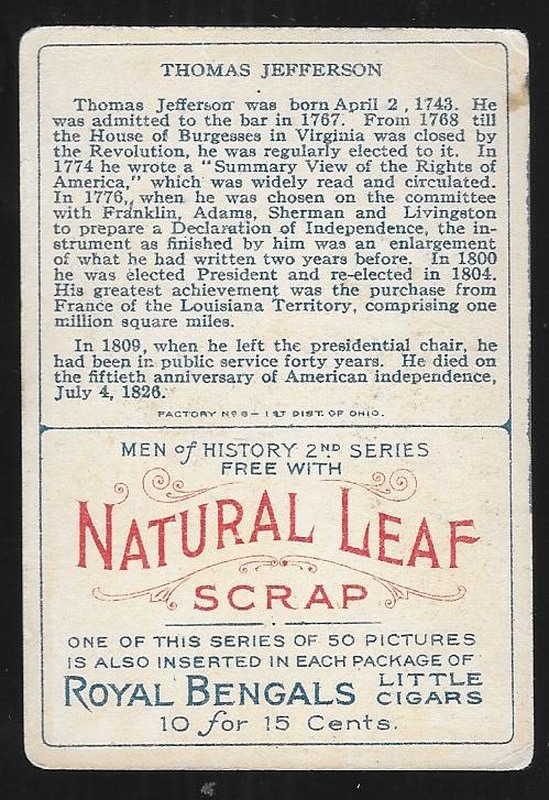 THOMAS JEFFERSON
Thomas Jefferson was born April 2, 1743. He
was admitted to the bar in 1767. From 1768 till
the House of Burgesses in Virginia was closed by
the Revolution, he was regularly elected to it. In
1774 he wrote a "Summary View of the Rights of
America," which was widely read and circulated.
In 1776, when he was chosen on the committee
with Franklin, Adams, Sherman and Livingston
to prepare a Declaration of Independence, the in-
strument as finished by him was an enlargement
of what he had written two years before. In 1800
he was elected President and re-elected in 1804.
His greatest achievement was the purchase from
France of the Louisiana Territory, comprising one
million square miles.
In 1809, when he left the presidential chair, he
had been in public service forty years. He died on
the fiftieth anniversary of American independence,
July 4, 1826.
FACTORY Nº 8 - 1ST DIST. OF OHIO.
MEN of HISTORY 2ND SERIES
FREE WITH
NATURAL LEAF
SCRAP
ONE OF THIS SERIES OF 50 PICTURES
IS ALSO INSERTED IN EACH PACKAGE OF
ROYAL BENGALS LITTLE CIGARS
10 for 15 Cents.